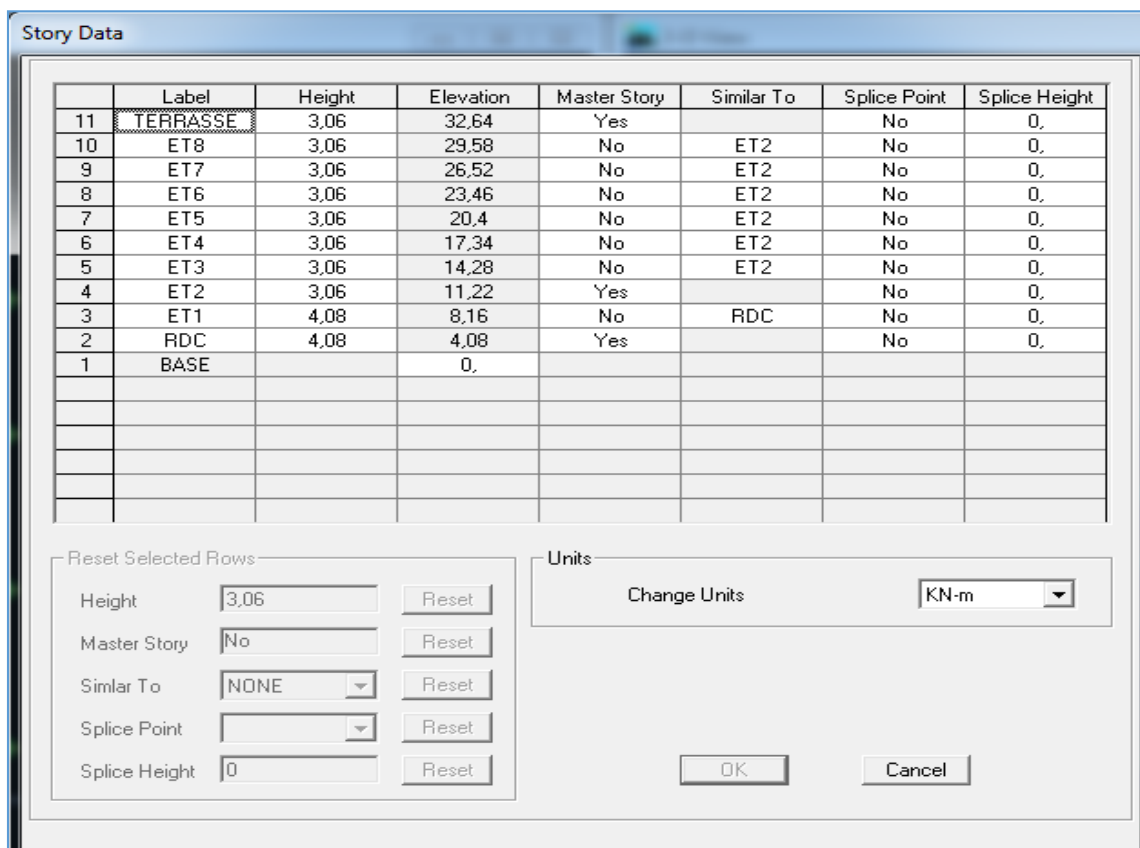 Story Data
Label Height Elevation Master Story Similar To Splice Point Splice Height
11 TERRASSE 3,06 32,64 Yes No 0,
10 ET8 3,06 29,58 No ET2 No 0,
9 ET7 3,06 26,52 No ET2 No 0,
8 ET6 3,06 23,46 No ET2 No 0,
7 ET5 3,06 20,4 No ET2 No 0,
6 ET4 3,06 17,34 No ET2 No 0,
5 ET3 3,06 14,28 No ET2 No 0,
4 ET2 3,06 11,22 Yes No 0,
3 ET1 4,08 8,16 No RDC No 0,
2 RDC 4,08 4,08 Yes No 0,
1 BASE 0,
Reset Selected Rows
Height 3,06 Reset
Master Story No Reset
Simlar To NONE Reset
Splice Point Reset
Splice Height 0 Reset
Units
Change Units KN-m
OK Cancel